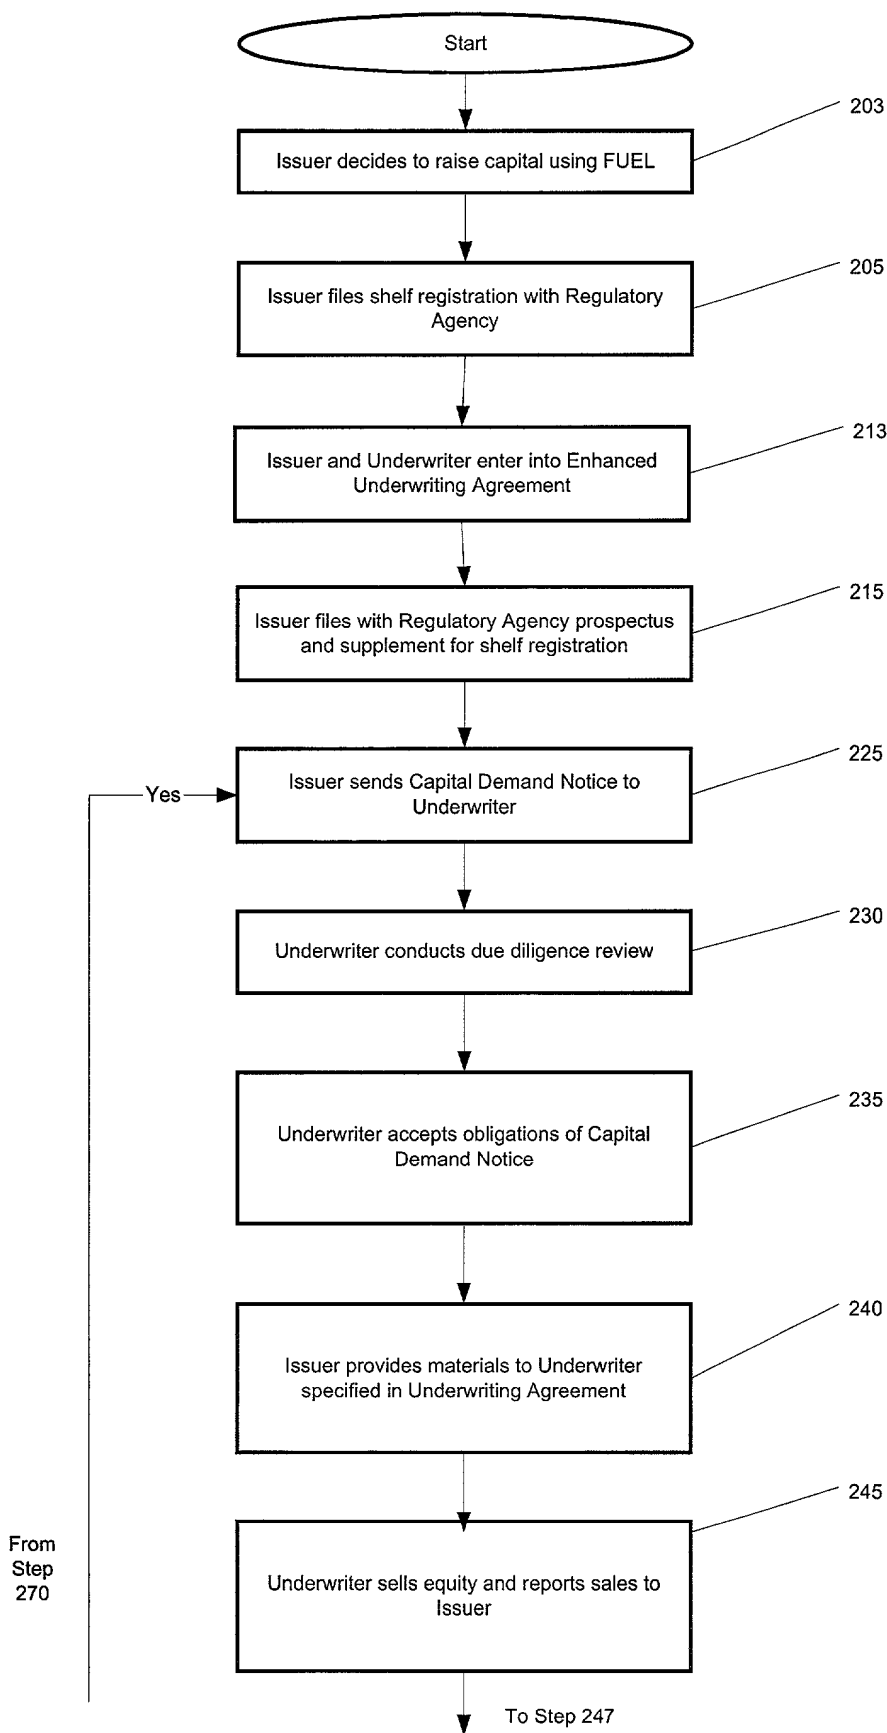 Start
203
Issuer decides to raise capital using FUEL
205
Issuer files shelf registration with Regulatory
Agency
213
Issuer and Underwriter enter into Enhanced
Underwriting Agreement
215
Issuer files with Regulatory Agency prospectus
and supplement for shelf registration
225
Issuer sends Capital Demand Notice to
Underwriter
Yes
230
Underwriter conducts due diligence review
235
Underwriter accepts obligations of Capital
Demand Notice
240
Issuer provides materials to Underwriter
specified in Underwriting Agreement
245
From
Step
270
Underwriter sells equity and reports sales to
Issuer
To Step 247